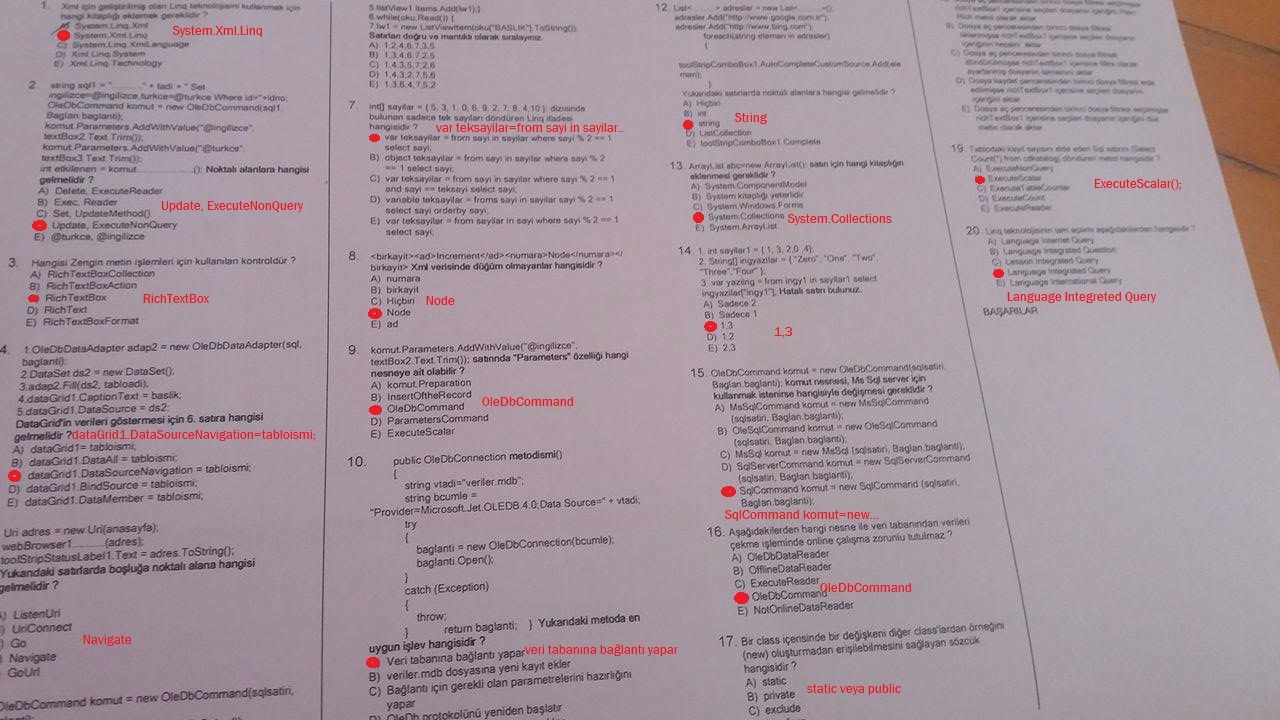 1. Xml için geliştirilmiş olan Linq teknolojisini kullanmak için
hangi kitaplığı eklemek gereklidir ?
A) System.Linq.Xml
System.Xml.Linq
System.Xml.Linq
C) System.Linq.XmlLanguage
D) Xml.Linq.System
E) Xml.Linq.Technology
2. string sql1 = "........." + tadi + " Set
ingilizce=@ingilizce,turkce=@turkce Where id="+idno;
OleDbCommand komut = new OleDbCommand(sql1,
Baglan.baglanti);
komut.Parameters.AddWithValue("@ingilizce",
textBox2.Text.Trim());
komut.Parameters.AddWithValue("@turkce",
textBox3.Text.Trim());
int etkilenen = komut...............(); Noktalı alanlara hangisi
gelmelidir ?
A) Delete, ExecuteReader
B) Exec, Reader
Update, ExecuteNonQuery
C) Set, UpdateMethod()
Update, ExecuteNonQuery
E) @turkce, @ingilizce
3. Hangisi Zengin metin işlemleri için kullanılan kontroldür ?
A) RichTextBoxCollection
B) RichTextBoxAction
RichTextBox
RichTextBox
D) RichText
E) RichTextBoxFormat
4. 1.OleDbDataAdapter adap2 = new OleDbDataAdapter(sql,
baglanti);
2.DataSet ds2 = new DataSet();
3.adap2.Fill(ds2, tabloadi);
4.dataGrid1.CaptionText = baslik;
5.dataGrid1.DataSource = ds2;
DataGrid'in verileri göstermesi için 6. satıra hangisi
gelmelidir ?
dataGrid1.DataSourceNavigation=tabloismi;
A) dataGrid1= tabloismi;
B) dataGrid1.DataAll = tabloismi;
dataGrid1.DataSourceNavigation = tabloismi;
D) dataGrid1.BindSource = tabloismi;
E) dataGrid1.DataMember = tabloismi;
Uri adres = new Uri(anasayfa);
webBrowser1...........(adres);
toolStripStatusLabel1.Text = adres.ToString();
Yukarıdaki satırlarda boşluğa noktalı alana hangisi
gelmelidir ?
) ListenUri
UriConnect
Go
Navigate
Navigate
GoUrl
OleDbCommand komut = new OleDbCommand(sqlsatiri,
5.listView1.Items.Add(lw1);}
6.while(oku.Read()) {
7.lw1 = new ListViewItem(oku["BASLIK"].ToString());
Satırları doğru ve mantıklı olarak sıralayınız.
A) 1,2,4,6,7,3,5
B) 1,3,4,6,7,2,5
C) 1,4,3,5,7,2,6
D) 1,4,3,2,7,5,6
E) 1,3,6,4,7,5,2
7. int[] sayilar = { 5, 3, 1, 0, 6, 9, 2, 7, 8, 4,10 }; dizisinde
bulunan sadece tek sayıları döndüren Linq ifadesi
hangisidir ?
var teksayilar=from sayi in sayilar..
var teksayilar = from sayi in sayilar where sayi % 2 == 1
select sayi;
B) object teksayilar = from sayi in sayilar where sayi % 2
== 1 select sayi;
C) var teksayilar = from sayi in sayilar where sayi % 2 == 1
and sayi == teksayi select sayi;
D) variable teksayilar = froms sayi in sayilar sayi % 2 == 1
select sayi orderby sayi;
E) var teksayilar = from sayi in sayi where sayi % 2 == 1
select sayi;
8. <birkayit><ad>Increment</ad><numara>Node</numara></
birkayit> Xml verisinde düğüm olmayanlar hangisidir ?
A) numara
B) birkayit
C) Hiçbiri
Node
Node
E) ad
9. komut.Parameters.AddWithValue("@ingilizce",
textBox2.Text.Trim()); satırında "Parameters" özelliği hangi
nesneye ait olabilir ?
A) komut.Preparation
B) InsertOftheRecord
OleDbCommand
OleDbCommand
D) ParametersCommand
E) ExecuteScalar
10. public OleDbConnection metodismi()
{
string vtadi="veriler.mdb";
string bcumle =
"Provider=Microsoft.Jet.OLEDB.4.0;Data Source=" + vtadi;
try
{
baglanti = new OleDbConnection(bcumle);
baglanti.Open();
}
catch (Exception)
{
throw;
} return baglanti; } Yukarıdaki metoda en
uygun işlev hangisidir ?
Veri tabanına bağlantı yapar
veri tabanına bağlantı yapar
B) veriler.mdb dosyasına yeni kayıt ekler
C) Bağlantı için gerekli olan parametrelerini hazırlığını
yapar
D) OleDb protokolünü yeniden başlatır
12. List<........> adresler = new List<........>();
adresler.Add("http://www.google.com.tr");
adresler.Add("http://www.bing.com");
foreach(string eleman in adresler)
{
toolStripComboBox1.AutoCompleteCustomSource.Add(ele
man);
}
Yukarıdaki satırlarda noktalı alanlara hangisi gelmelidir ?
A) Hiçbiri
B) int
String
string
D) ListCollection
E) toolStripComboBox1.Complete
13. ArrayList abc=new ArrayList(); satırı için hangi kitaplığın
eklenmesi gereklidir ?
A) System.ComponentModel
B) System kitaplığı yeterlidir
C) System.Windows.Forms
System.Collections
System.Collections
E) System.ArrayList
14. 1. int sayilar1 = { 1, 3, 2,0 ,4};
2. String[] ingyazilar = { "Zero", "One", "Two",
"Three","Four" };
3. var yazing = from ingy1 in sayilar1 select
ingyazilar["ingy1"]; Hatalı satırı bulunuz.
A) Sadece 2
B) Sadece 1
1,3
1,3
D) 1,2
E) 2,3
15. OleDbCommand komut = new OleDbCommand(sqlsatiri,
Baglan.baglanti); komut nesnesi, Ms Sql server için
kullanmak istenirse hangisiyle değişmesi gereklidir ?
A) MsSqlCommand komut = new MsSqlCommand
(sqlsatiri, Baglan.baglanti);
B) OleSqlCommand komut = new OleSqlCommand
(sqlsatiri, Baglan.baglanti);
C) MsSql komut = new MsSql (sqlsatiri, Baglan.baglanti);
D) SqlServerCommand komut = new SqlServerCommand
(sqlsatiri, Baglan.baglanti);
SqlCommand komut = new SqlCommand (sqlsatiri,
Baglan.baglanti);
SqlCommand komut=new...
16. Aşağıdakilerden hangi nesne ile veri tabanından verileri
çekme işleminde online çalışma zorunlu tutulmaz ?
A) OleDbDataReader
B) OfflineDataReader
C) ExecuteReader
OleDbCommand
OleDbCommand
E) NotOnlineDataReader
17. Bir class içerisinde bir değişkeni diğer class'lardan örneğini
(new) oluşturmadan erişilebilmesini sağlayan sözcük
hangisidir ?
A) static
B) private
static veya public
C) exclude
19. Tablodaki kayıt sayısını elde eden Sql satırını (Select
Count(*) from cdkatalog) döndüren metot hangisidir ?
A) ExecuteNonQuery
ExecuteScalar
ExecuteScalar();
C) ExecuteTableCounter
D) ExecuteCount
E) ExecuteReader
20. Linq teknolojisinin tam açılımı aşağıdakilerden hangisidir ?
A) Language Internet Query
B) Language Integrated Question
C) Lesson Integrated Query
Language Integrated Query
E) Language International Query
Language Integreted Query
BAŞARILAR